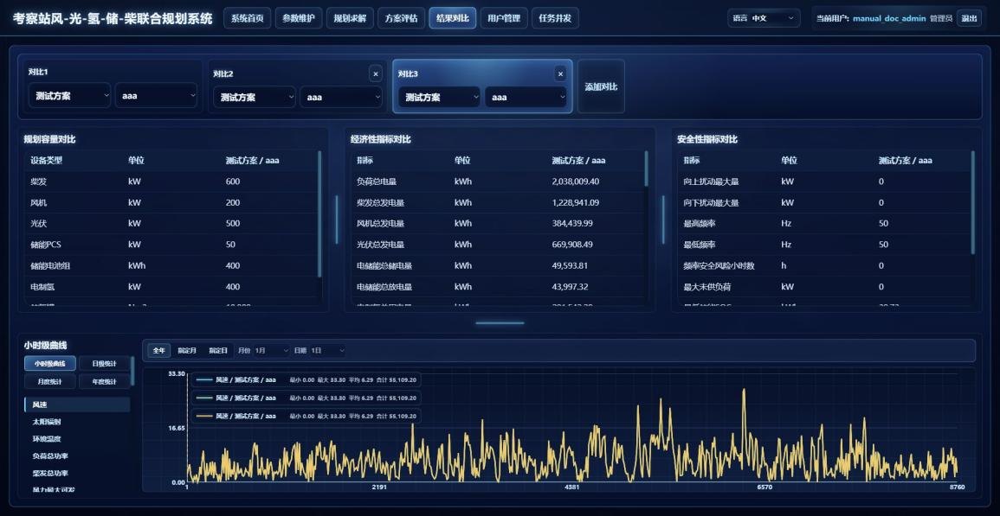 考察站风-光-氢-储-柴联合规划系统 系统首页 参数维护 规划求解 方案评估 结果对比 用户管理 任务并发 语言 中文 当前用户: manual_doc_admin 管理员 退出
对比1 对比2 × 对比3 ×
测试方案 aaa 测试方案 aaa 测试方案 aaa 添加对比
规划容量对比
设备类型 单位 测试方案 / aaa
柴发 kW 600
风机 kW 200
光伏 kW 500
储能PCS kW 50
储能电池组 kWh 400
电制氢 kW 400
经济性指标对比
指标 单位 测试方案 / aaa
负荷总电量 kWh 2,038,009.40
柴发总发电量 kWh 1,228,941.09
风机总发电量 kWh 384,439.99
光伏总发电量 kWh 669,908.49
电储能总储电量 kWh 49,593.81
电储能总放电量 kWh 43,997.32
安全性指标对比
指标 单位 测试方案 / aaa
向上扰动最大量 kW 0
向下扰动最大量 kW 0
最高频率 Hz 50
最低频率 Hz 50
频率安全风险小时数 h 0
最大未供负荷 kW 0
小时级曲线
小时级曲线 日级统计
月度统计 年度统计
风速
太阳辐射
环境温度
负荷总功率
柴发总功率
风力最大可发
全年 指定月 指定日 月份 1月 日期 1日
33.30
16.65
0.00
风速 / 测试方案 / aaa 最小 0.00 最大 33.30 平均 6.29 合计 55,109.20
风速 / 测试方案 / aaa 最小 0.00 最大 33.30 平均 6.29 合计 55,109.20
风速 / 测试方案 / aaa 最小 0.00 最大 33.30 平均 6.29 合计 55,109.20
1 2191 4381 6570 8760